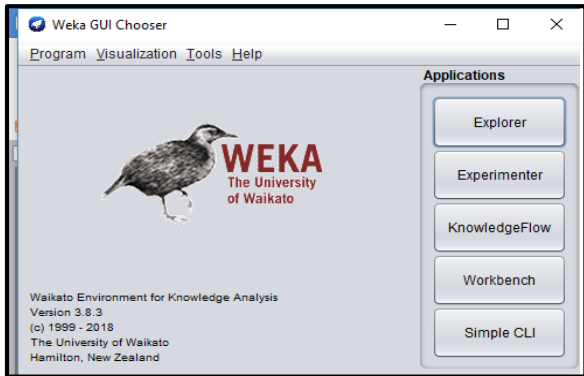 Weka GUI Chooser
Program Visualization Tools Help
Applications
Explorer
Experimenter
KnowledgeFlow
Workbench
Simple CLI
WEKA
The University
of Waikato
Waikato Environment for Knowledge Analysis
Version 3.8.3
(c) 1999 - 2018
The University of Waikato
Hamilton, New Zealand